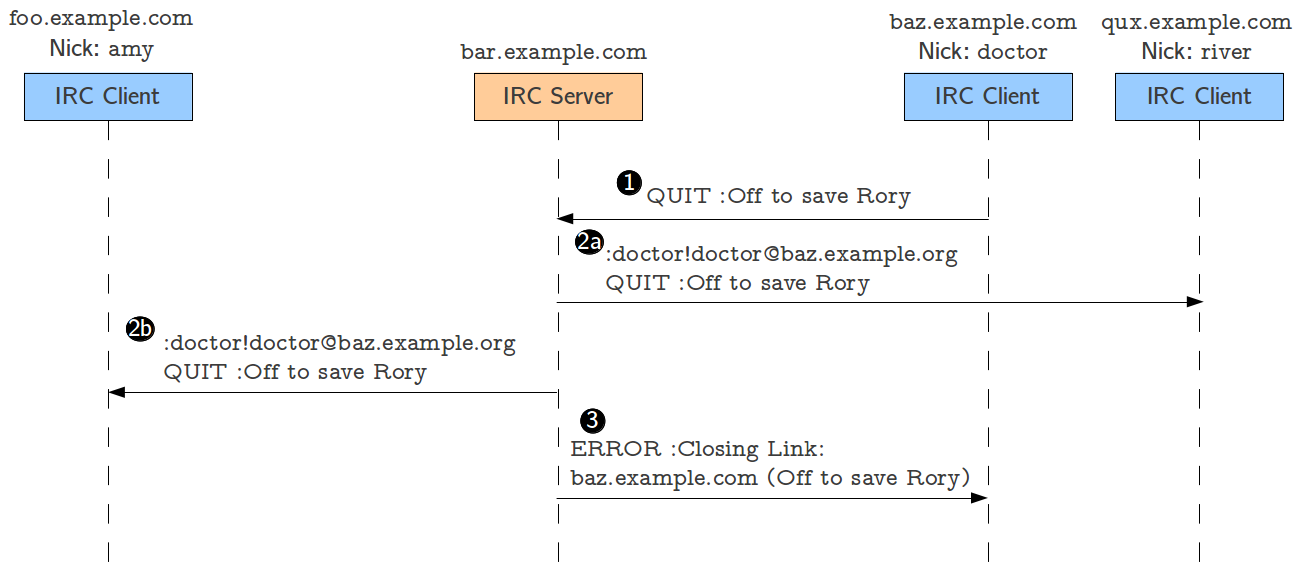 foo.example.com
Nick: amy
IRC Client
bar.example.com
IRC Server
baz.example.com
Nick: doctor
IRC Client
qux.example.com
Nick: river
IRC Client
1
QUIT :Off to save Rory
2a
:doctor!doctor@baz.example.org
QUIT :Off to save Rory
2b
:doctor!doctor@baz.example.org
QUIT :Off to save Rory
3
ERROR :Closing Link:
baz.example.com (Off to save Rory)